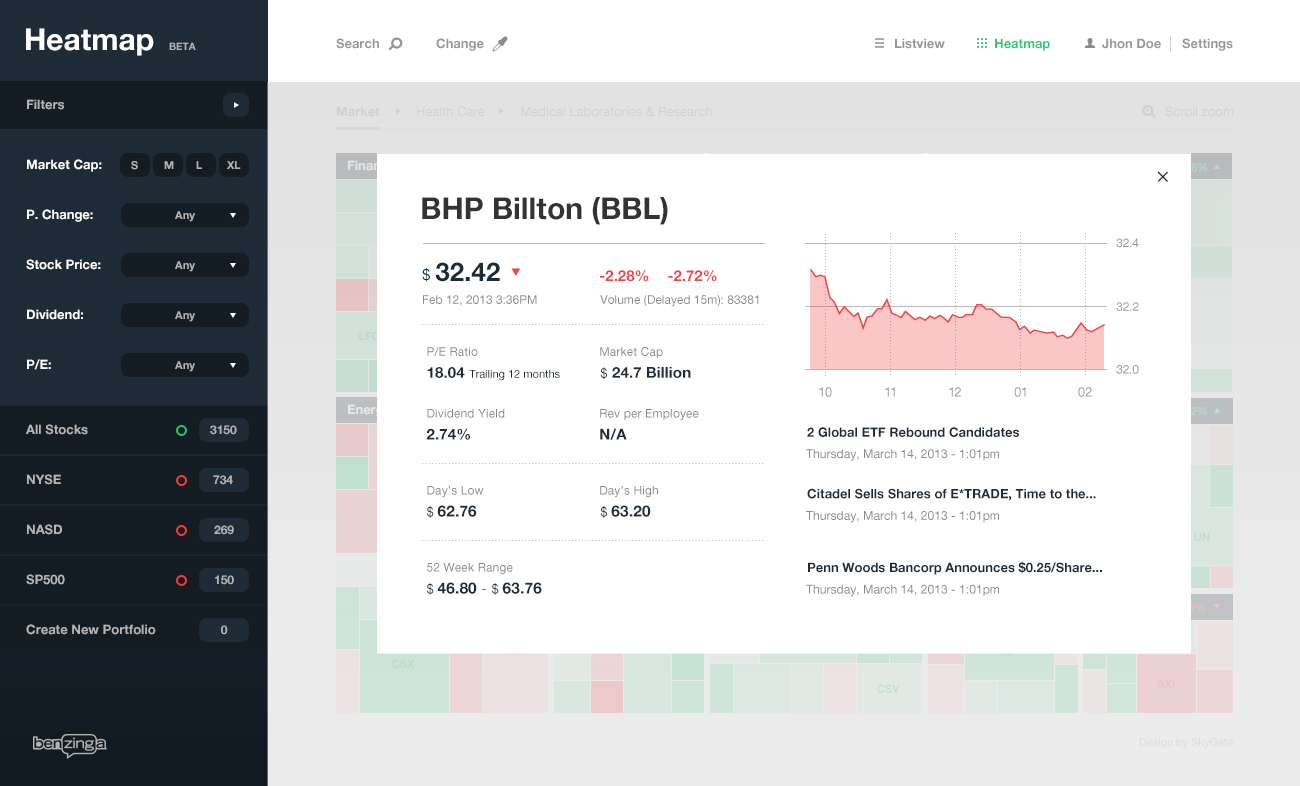 Heatmap BETA
Search
Change
Listview
Heatmap
Jhon Doe
Settings
Filters
Market Cap: S M L XL
P. Change: Any
Stock Price: Any
Dividend: Any
P/E: Any
All Stocks 3150
NYSE 734
NASD 269
SP500 150
Create New Portfolio 0
benzinga
Market
Health Care
Medical Laboratories & Research
Scroll zoom
BHP Billton (BBL)
$ 32.42
-2.28% -2.72%
Feb 12, 2013 3:36PM
Volume (Delayed 15m): 83381
P/E Ratio
18.04 Trailing 12 months
Market Cap
$ 24.7 Billion
Dividend Yield
2.74%
Rev per Employee
N/A
Day's Low
$ 62.76
Day's High
$ 63.20
52 Week Range
$ 46.80 - $ 63.76
32.4
32.2
32.0
10 11 12 01 02
2 Global ETF Rebound Candidates
Thursday, March 14, 2013 - 1:01pm
Citadel Sells Shares of E*TRADE, Time to the...
Thursday, March 14, 2013 - 1:01pm
Penn Woods Bancorp Announces $0.25/Share...
Thursday, March 14, 2013 - 1:01pm
UN
CSX
CSV
AXI
Design by SkyGate